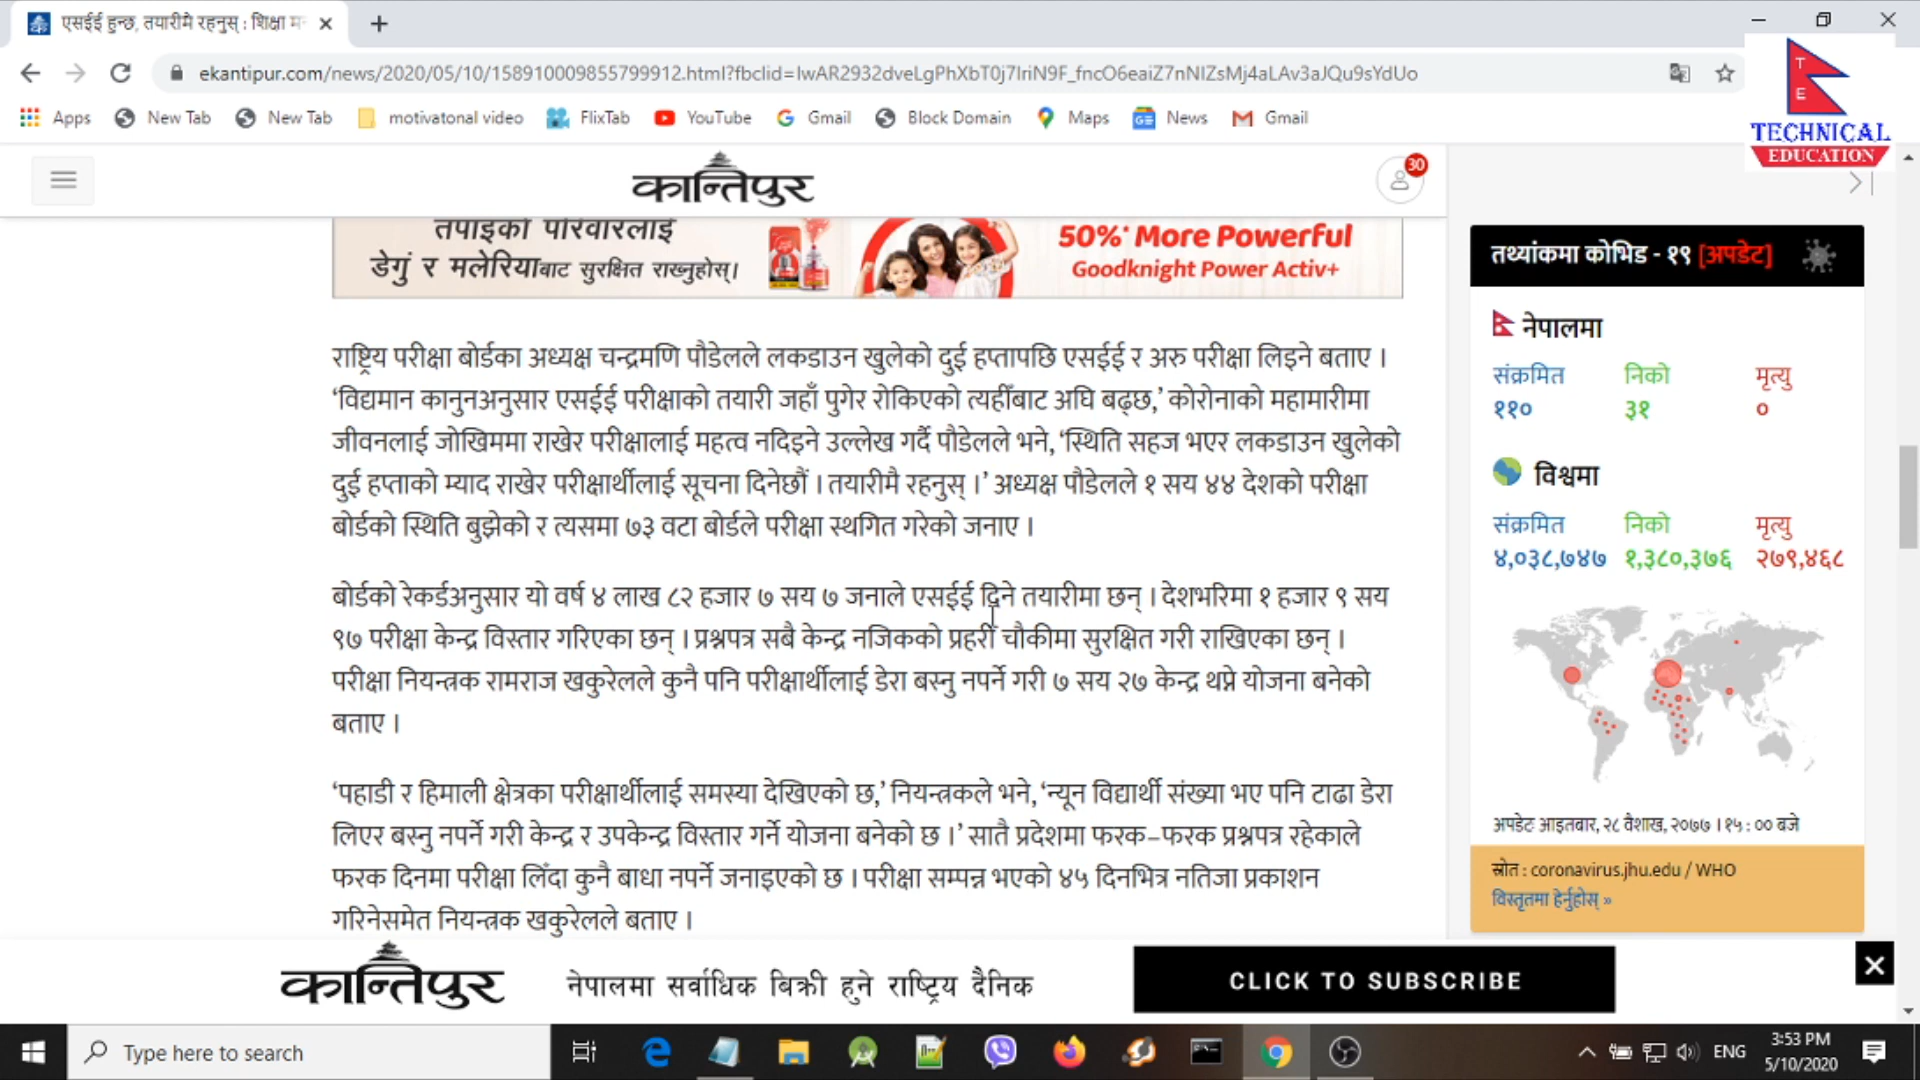 एसईई हुन्छ, तयारीमै रहनुस् : शिक्षा मन
ekantipur.com/news/2020/05/10/158910009855799912.html?fbclid=IwAR2932dveLgPhXbT0j7IriN9F_fncO6eaiZ7nNIZsMj4aLAv3aJQu9sYdUo
Apps New Tab New Tab motivatonal video FlixTab YouTube Gmail Block Domain Maps News Gmail
T
E
TECHNICAL
EDUCATION
कान्तिपुर
30
तपाइको परिवारलाई
डेगुं र मलेरियाबाट सुरक्षित राख्नुहोस्।
50%* More Powerful
Goodknight Power Activ+
राष्ट्रिय परीक्षा बोर्डका अध्यक्ष चन्द्रमणि पौडेलले लकडाउन खुलेको दुई हप्तापछि एसईई र अरु परीक्षा लिइने बताए ।
‘विद्यमान कानुनअनुसार एसईई परीक्षाको तयारी जहाँ पुगेर रोकिएको त्यहीँबाट अघि बढ्छ,’ कोरोनाको महामारीमा
जीवनलाई जोखिममा राखेर परीक्षालाई महत्व नदिइने उल्लेख गर्दै पौडेलले भने, ‘स्थिति सहज भएर लकडाउन खुलेको
दुई हप्ताको म्याद राखेर परीक्षार्थीलाई सूचना दिनेछौं । तयारीमै रहनुस् ।’ अध्यक्ष पौडेलले १ सय ४४ देशको परीक्षा
बोर्डको स्थिति बुझेको र त्यसमा ७३ वटा बोर्डले परीक्षा स्थगित गरेको जनाए ।
बोर्डको रेकर्डअनुसार यो वर्ष ४ लाख ८२ हजार ७ सय ७ जनाले एसईई दिने तयारीमा छन् । देशभरिमा १ हजार ९ सय
९७ परीक्षा केन्द्र विस्तार गरिएका छन् । प्रश्नपत्र सबै केन्द्र नजिकको प्रहरी चौकीमा सुरक्षित गरी राखिएका छन् ।
परीक्षा नियन्त्रक रामराज खकुरेलले कुनै पनि परीक्षार्थीलाई डेरा बस्नु नपर्ने गरी ७ सय २७ केन्द्र थप्ने योजना बनेको
बताए ।
‘पहाडी र हिमाली क्षेत्रका परीक्षार्थीलाई समस्या देखिएको छ,’ नियन्त्रकले भने, ‘न्यून विद्यार्थी संख्या भए पनि टाढा डेरा
लिएर बस्नु नपर्ने गरी केन्द्र र उपकेन्द्र विस्तार गर्ने योजना बनेको छ ।’ सातै प्रदेशमा फरक–फरक प्रश्नपत्र रहेकाले
फरक दिनमा परीक्षा लिँदा कुनै बाधा नपर्ने जनाइएको छ । परीक्षा सम्पन्न भएको ४५ दिनभित्र नतिजा प्रकाशन
गरिनेसमेत नियन्त्रक खकुरेलले बताए ।
तथ्यांकमा कोभिड - १९ [अपडेट]
नेपालमा
संक्रमित निको मृत्यु
११० ३१ ०
विश्वमा
संक्रमित निको मृत्यु
४,०३८,७४७ १,३८०,३७६ २७९,४६८
अपडेटः आइतबार, २८ वैशाख, २०७७ । १५ : ०० बजे
स्रोत : coronavirus.jhu.edu / WHO
विस्तृतमा हेर्नुहोस् »
कान्तिपुर नेपालमा सर्वाधिक बिक्री हुने राष्ट्रिय दैनिक CLICK TO SUBSCRIBE
Type here to search
ENG
3:53 PM
5/10/2020